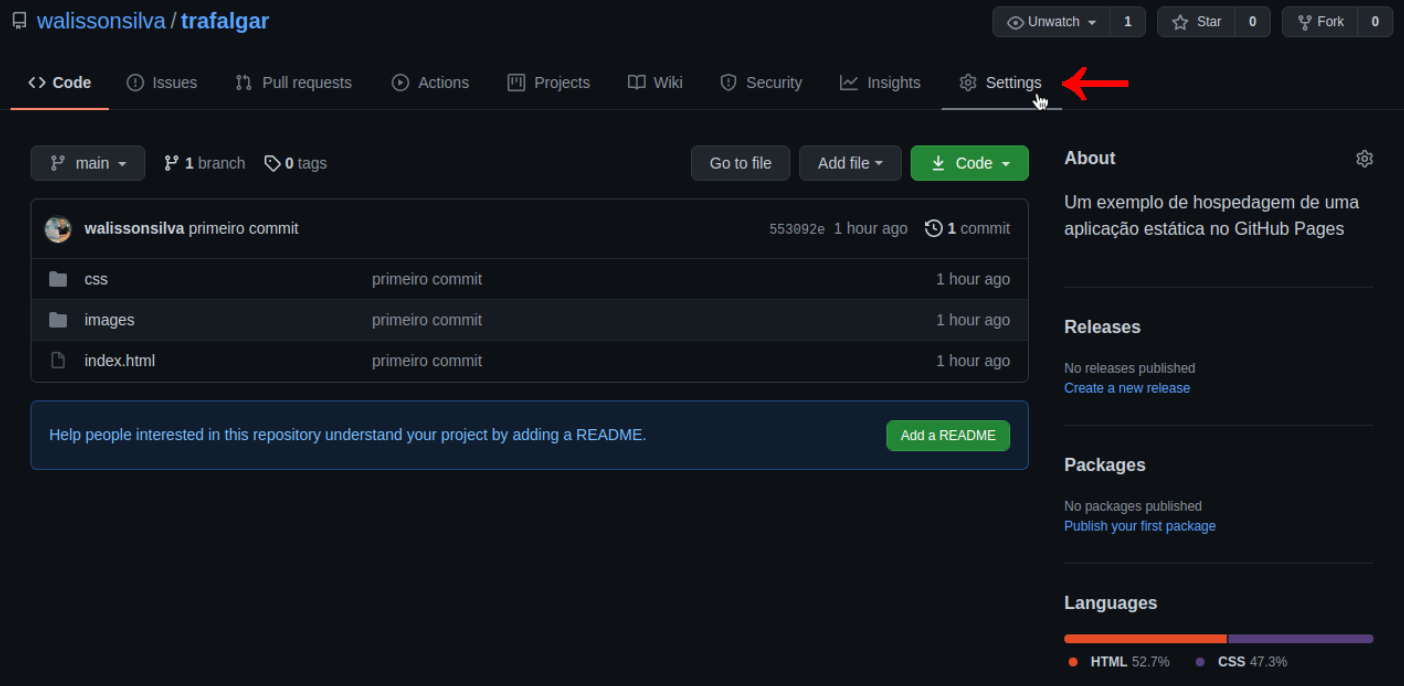 walissonsilva / trafalgar
Unwatch 1 Star 0 Fork 0
Code Issues Pull requests Actions Projects Wiki Security Insights Settings
main 1 branch 0 tags Go to file Add file Code
walissonsilva primeiro commit 553092e 1 hour ago 1 commit
css primeiro commit 1 hour ago
images primeiro commit 1 hour ago
index.html primeiro commit 1 hour ago
Help people interested in this repository understand your project by adding a README. Add a README
About
Um exemplo de hospedagem de uma
aplicação estática no GitHub Pages
Releases
No releases published
Create a new release
Packages
No packages published
Publish your first package
Languages
HTML 52.7% CSS 47.3%